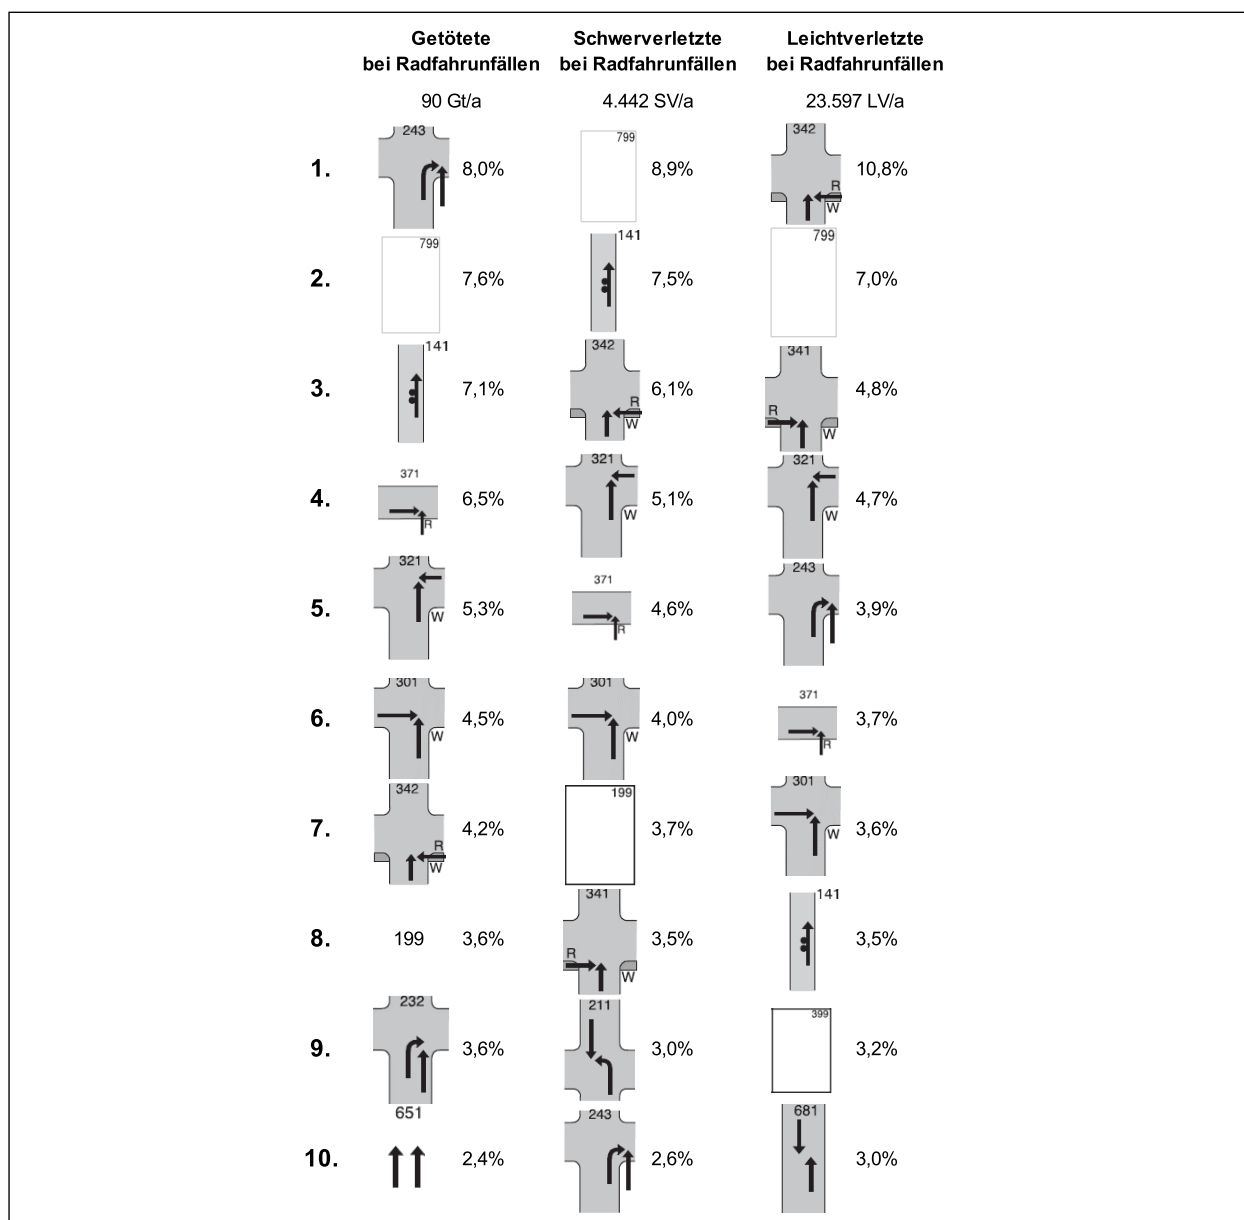 Getötete Schwerverletzte Leichtverletzte
bei Radfahrunfällen bei Radfahrunfällen bei Radfahrunfällen
90 Gt/a 4.442 SV/a 23.597 LV/a
243 799 342
1. 8,0% 8,9% R 10,8%
W
799 141 799
2. 7,6% 7,5% 7,0%
141 342 341
3. 7,1% R 6,1% R 4,8%
W W
371 321 321
4. 6,5% 5,1% 4,7%
R W W
321 371 243
5. 5,3% 4,6% 3,9%
W R
301 301 371
6. 4,5% 4,0% 3,7%
W W R
342 199 301
7. 4,2% 3,7% 3,6%
R W
W
341 141
8. 199 3,6% 3,5% 3,5%
R W
232 211 399
9. 3,6% 3,0% 3,2%
651 243 681
10. 2,4% 2,6% 3,0%